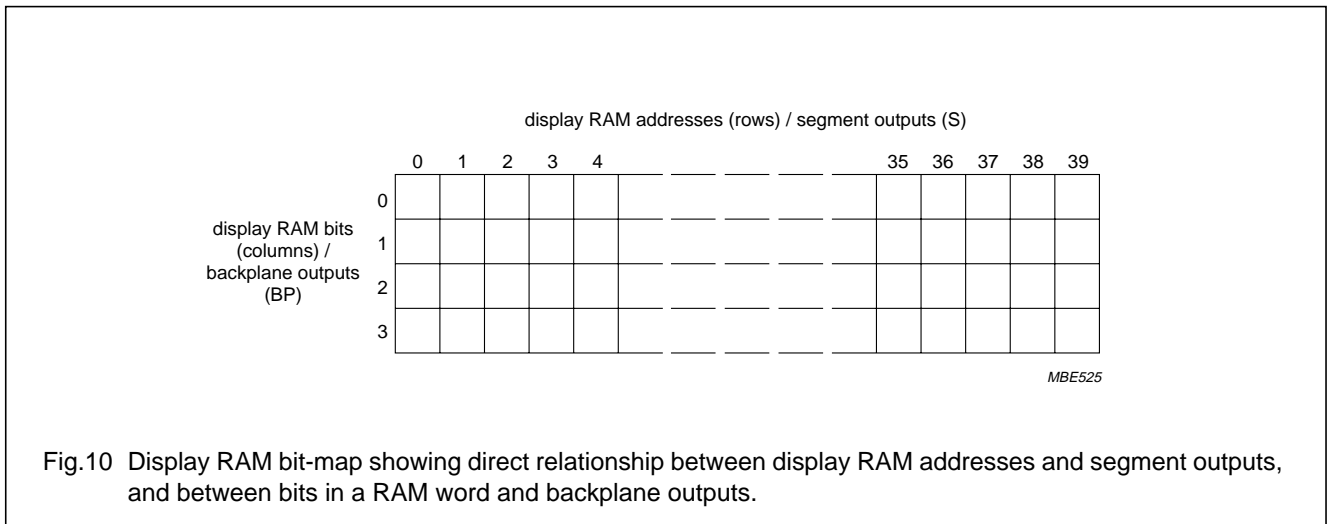 display RAM addresses (rows) / segment outputs (S)
0 1 2 3 4 35 36 37 38 39
0
display RAM bits
(columns) /
backplane outputs
(BP)
1
2
3
MBE525
Fig.10 Display RAM bit-map showing direct relationship between display RAM addresses and segment outputs,
and between bits in a RAM word and backplane outputs.